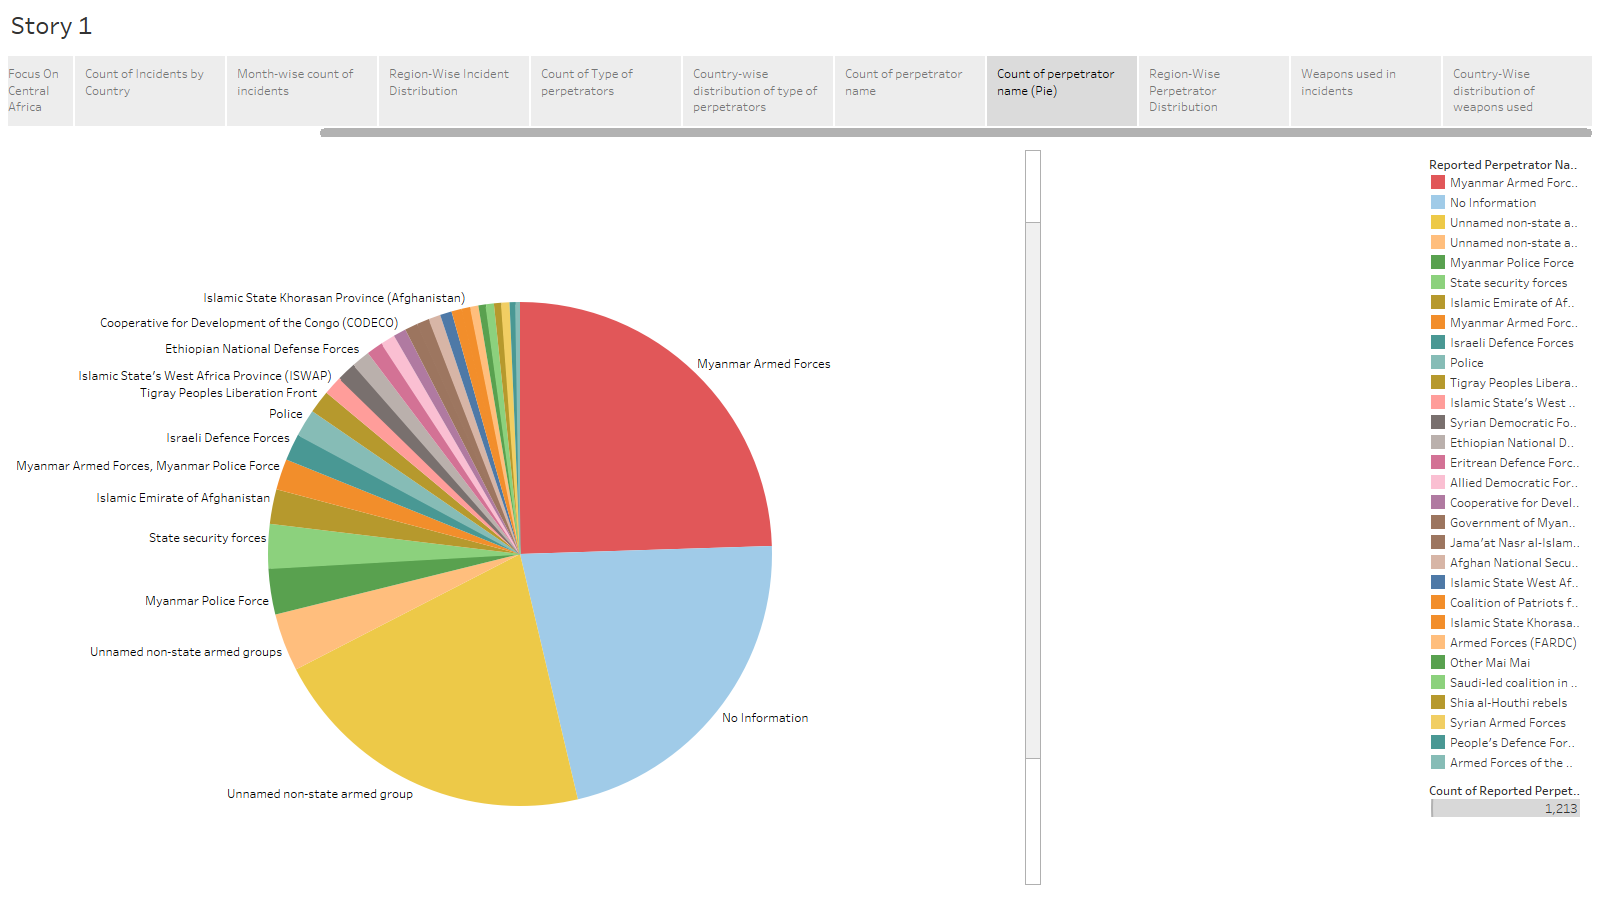 Story 1
Focus On
Central
Africa
Count of Incidents by
Country
Month-wise count of
incidents
Region-Wise Incident
Distribution
Count of Type of
perpetrators
Country-wise
distribution of type of
perpetrators
Count of perpetrator
name
Count of perpetrator
name (Pie)
Region-Wise
Perpetrator
Distribution
Weapons used in
incidents
Country-Wise
distribution of
weapons used
Islamic State Khorasan Province (Afghanistan)
Cooperative for Development of the Congo (CODECO)
Ethiopian National Defense Forces
Islamic State’s West Africa Province (ISWAP)
Tigray Peoples Liberation Front
Police
Israeli Defence Forces
Myanmar Armed Forces, Myanmar Police Force
Islamic Emirate of Afghanistan
State security forces
Myanmar Police Force
Unnamed non-state armed groups
Unnamed non-state armed group
Myanmar Armed Forces
No Information
Reported Perpetrator Na..
Myanmar Armed Forc..
No Information
Unnamed non-state a..
Unnamed non-state a..
Myanmar Police Force
State security forces
Islamic Emirate of Af..
Myanmar Armed Forc..
Israeli Defence Forces
Police
Tigray Peoples Libera..
Islamic State’s West ..
Syrian Democratic Fo..
Ethiopian National D..
Eritrean Defence Forc..
Allied Democratic For..
Cooperative for Devel..
Government of Myan..
Jama’at Nasr al-Islam..
Afghan National Secu..
Islamic State West Af..
Coalition of Patriots f..
Islamic State Khorasa..
Armed Forces (FARDC)
Other Mai Mai
Saudi-led coalition in ..
Shia al-Houthi rebels
Syrian Armed Forces
People’s Defence For..
Armed Forces of the ..
Count of Reported Perpet..
1,213